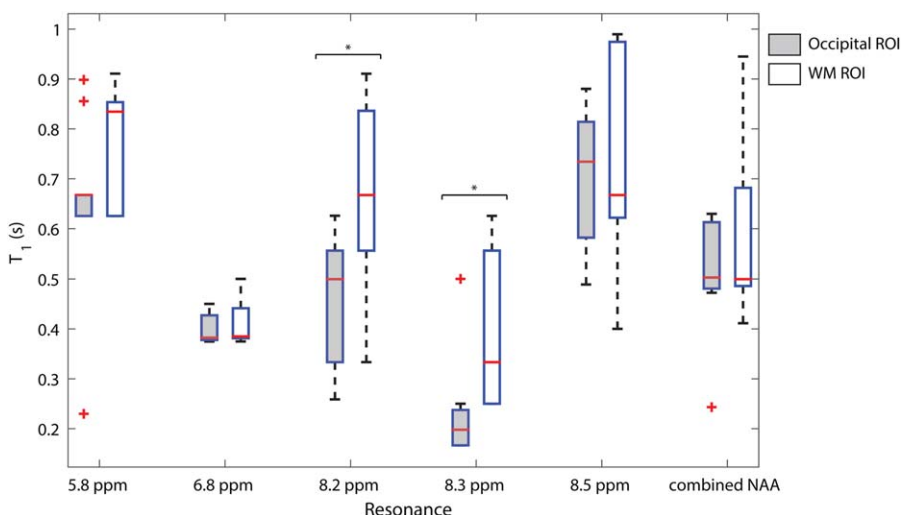 1
0.9
0.8
0.7
0.6
0.5
0.4
0.3
0.2
T1 (s)
*
*
5.8 ppm
6.8 ppm
8.2 ppm
8.3 ppm
8.5 ppm
combined NAA
Resonance
Occipital ROI
WM ROI